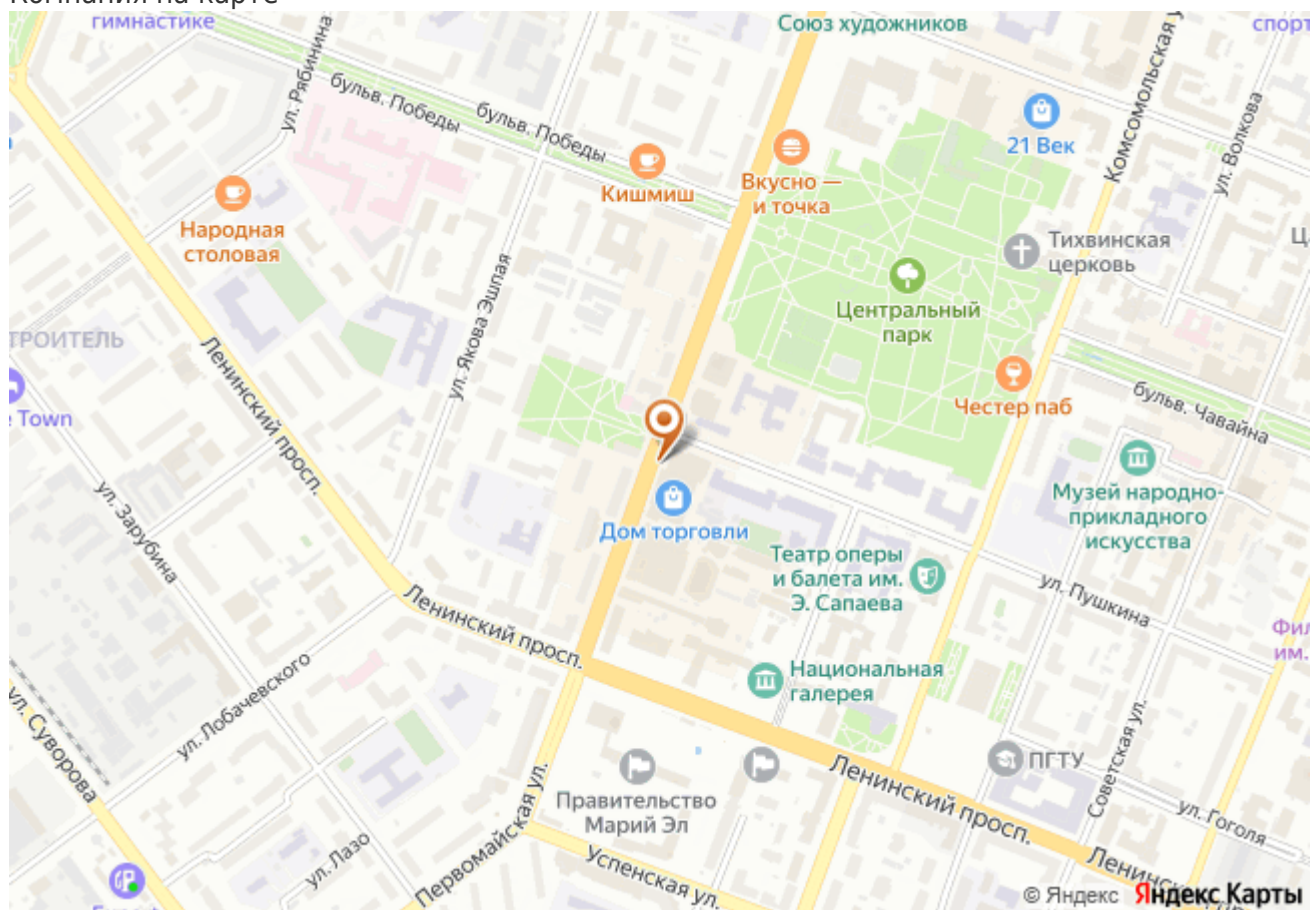 гимнастике
Союз художников
спорт
ул. Рябинина
бульв. Победы
бульв. Победы
Комсомольская у
21 Век
ул. Волкова
Кишмиш
Вкусно —
и точка
Народная
столовая
Тихвинская
церковь
Центральный
парк
ул. Якова Эшпая
ТРОИТЕЛЬ
Ленинский просп.
Честер паб
бульв. Чавайна
Town
Музей народно-
прикладного
искусства
ул. Зарубина
Дом торговли
Театр оперы
и балета им.
Э. Сапаева
ул. Пушкина
Ленинский просп.
Фил
им.
Национальная
галерея
ул. Лобачевского
ул. Суворова
ПГТУ
Советская ул.
Правительство
Марий Эл
Ленинский просп.
ул. Гоголя
Первомайская ул.
ул. Лазо
Успенская ул.
Ленинск
© Яндекс Яндекс Карты